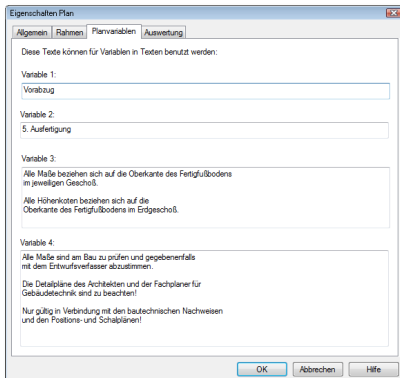 Eigenschaften Plan
Allgemein Rahmen Planvariablen Auswertung
Diese Texte können für Variablen in Texten benutzt werden:
Variable 1:
Vorabzug
Variable 2:
5. Ausfertigung
Variable 3:
Alle Maße beziehen sich auf die Oberkante des Fertigfußbodens
im jeweiligen Geschoß.
Alle Höhenkoten beziehen sich auf die
Oberkante des Fertigfußbodens im Erdgeschoß.
Variable 4:
Alle Maße sind am Bau zu prüfen und gegebenenfalls
mit dem Entwurfsverfasser abzustimmen.
Die Detailpläne des Architekten und der Fachplaner für
Gebäudetechnik sind zu beachten!
Nur gültig in Verbindung mit den bautechnischen Nachweisen
und den Positions- und Schalplänen!
OK Abbrechen Hilfe